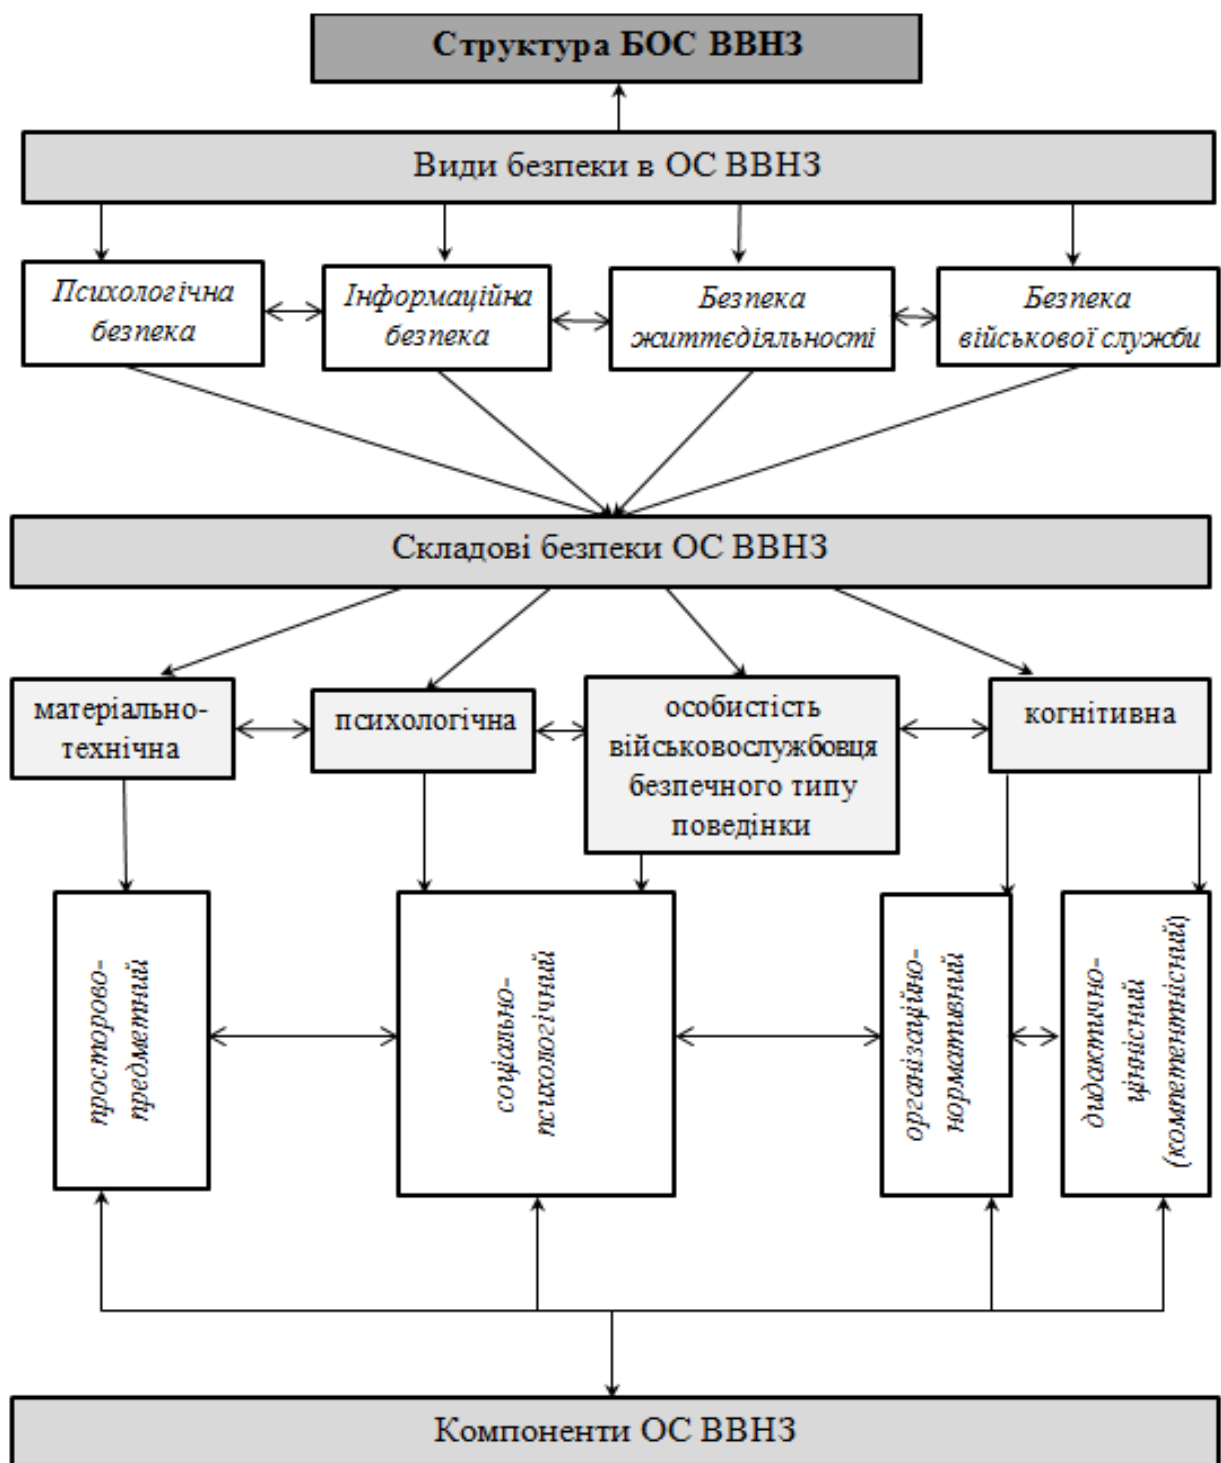 Структура БОС ВВНЗ
Види безпеки в ОС ВВНЗ
Психологічна
безпека
Інформаційна
безпека
Безпека
життєдіяльності
Безпека
військової служби
Складові безпеки ОС ВВНЗ
матеріально-
технічна
психологічна
особистість
військовослужбовця
безпечного типу
поведінки
когнітивна
просторово-
предметний
соціально-
психологічний
організаційно-
нормативний
дидактично-
ціннісний
(компетентнісний)
Компоненти ОС ВВНЗ